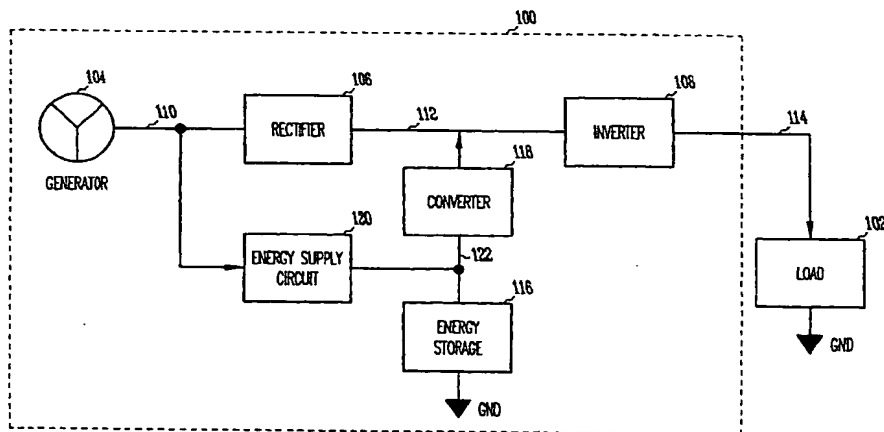 100
104
GENERATOR
110
106
RECTIFIER
112
108
INVERTER
114
118
CONVERTER
120
ENERGY SUPPLY
CIRCUIT
122
116
ENERGY
STORAGE
GND
102
LOAD
GND